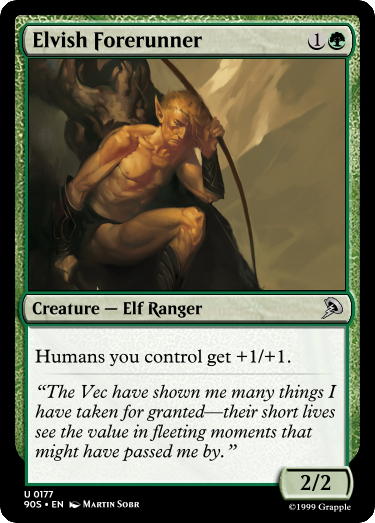 Elvish Forerunner 1
Creature — Elf Ranger
Humans you control get +1/+1.
“The Vec have shown me many things I
have taken for granted—their short lives
see the value in fleeting moments that
might have passed me by.”
2/2
U 0177
90S • EN Martin Sobr
©1999 Grapple